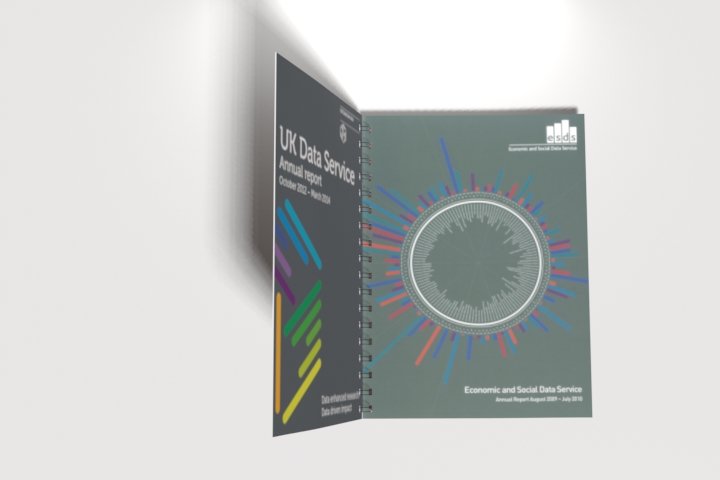 UK Data Service
Annual report
October 2012 – March 2014
Data enhanced research
Data driven impact
esds
Economic and Social Data Service
Economic and Social Data Service
Annual Report August 2009 – July 2010